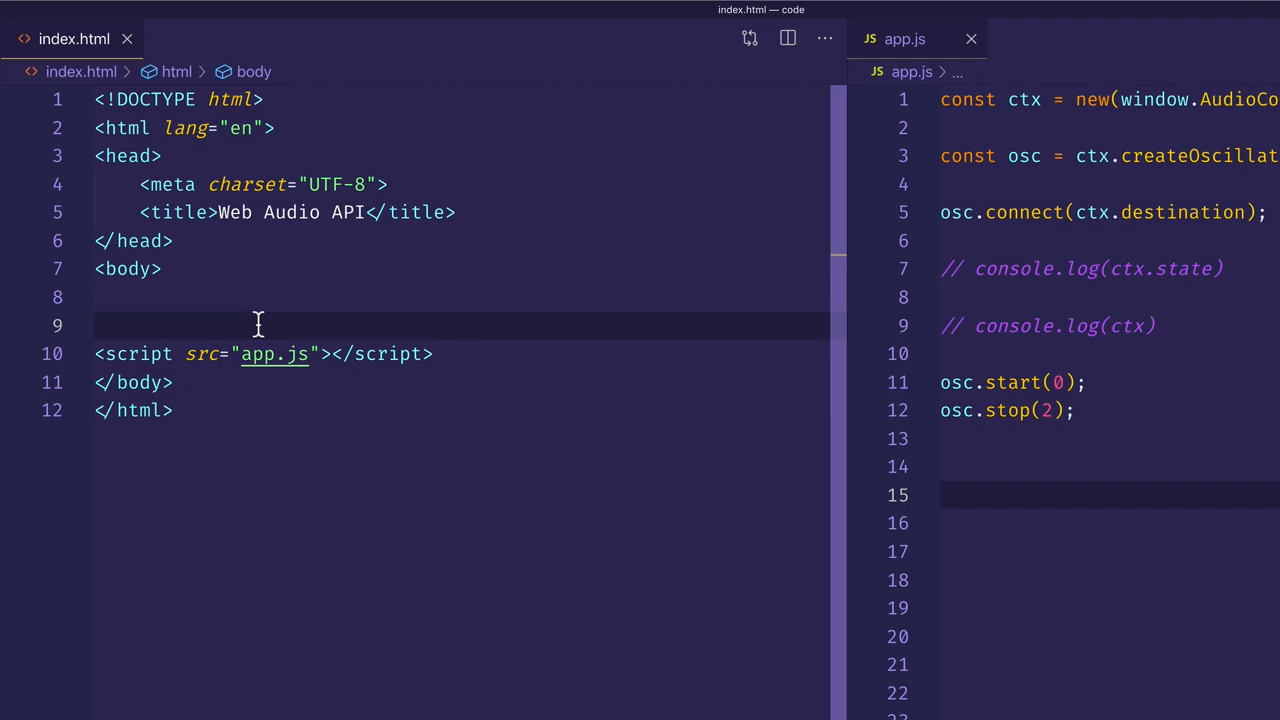 index.html — code
index.html
index.html > html > body
1 <!DOCTYPE html>
2 <html lang="en">
3 <head>
4 <meta charset="UTF-8">
5 <title>Web Audio API</title>
6 </head>
7 <body>
8
9
10 <script src="app.js"></script>
11 </body>
12 </html>
JS app.js
JS app.js > ...
1 const ctx = new(window.AudioCo
2
3 const osc = ctx.createOscillat
4
5 osc.connect(ctx.destination);
6
7 // console.log(ctx.state)
8
9 // console.log(ctx)
10
11 osc.start(0);
12 osc.stop(2);
13
14
15
16
17
18
19
20
21
22